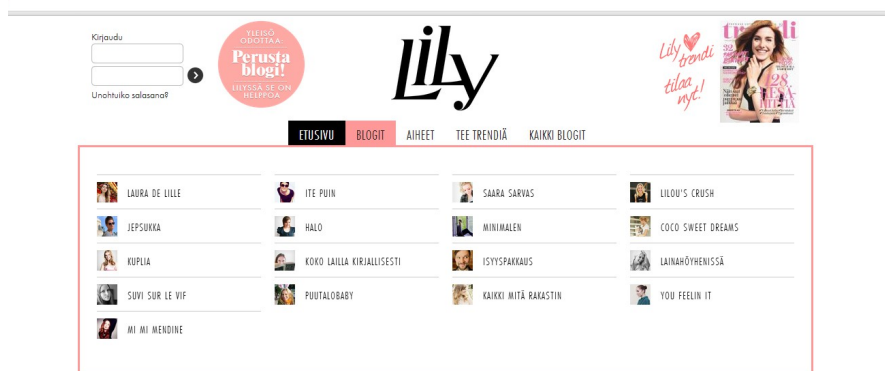 Kirjaudu
Unohtuiko salasana?
YLEISÖ
ODOTTAA·
Perusta
blogi!
LILYSSÄ SE ON
HELPPOA
Lily
Lily trendi
tilaa
nyt!
trendi
ETUSIVU BLOGIT AIHEET TEE TRENDIÄ KAIKKI BLOGIT
LAURA DE LILLE ITE PUIN SAARA SARVAS LILOU'S CRUSH
JEPSUKKA HALO MINIMALEN COCO SWEET DREAMS
KUPLIA KOKO LAILLA KIRJALLISESTI ISYYSPAKKAUS LAINAHÖYHENISSÄ
SUVI SUR LE VIF PUUTALOBABY KAIKKI MITÄ RAKASTIN YOU FEELIN IT
MI MI MENDINE